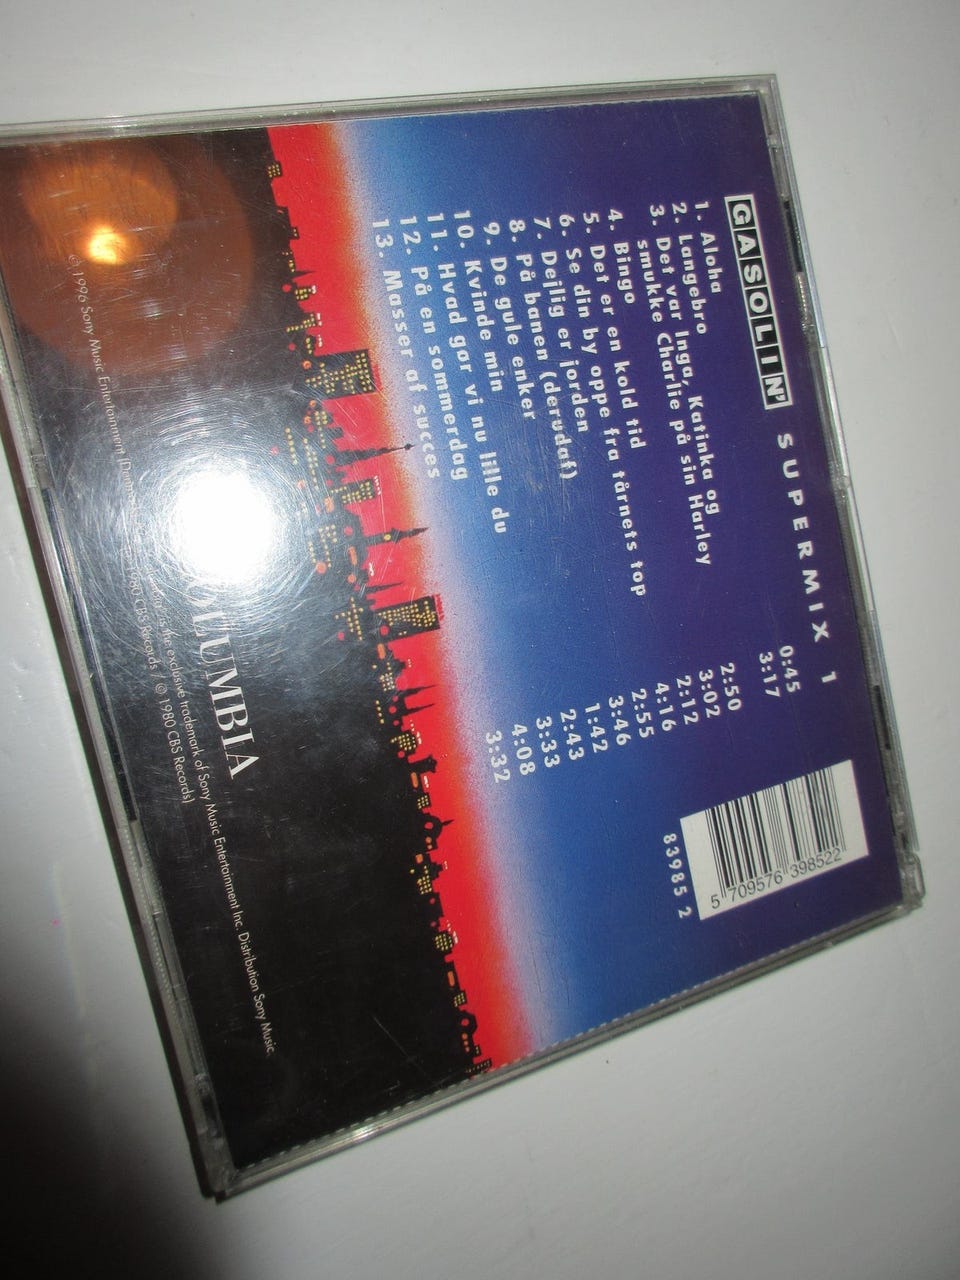 GASOLIN' SUPERMIX 1
1. Aloha 0:45
2. Langebro 3:17
3. Det var Inga, Katinka og
smukke Charlie på sin Harley 2:50
4. Bingo 3:02
5. Det er en kold tid 2:12
6. Se din by oppe fra tårnets top 4:16
7. Dejlig er jorden 2:55
8. På banen (derudaf) 3:46
9. De gule enker 1:42
10. Kvinde min 2:43
11. Hvad gør vi nu lille du 3:33
12. På en sommerdag 4:08
13. Masser af succes 3:32
5 709576 398522
83985 2
COLUMBIA
is the exclusive trademark of Sony Music Entertainment Inc. Distribution Sony Music.
℗ 1996 Sony Music Entertainment 1980 CBS Records / ℗ 1980 CBS Records)